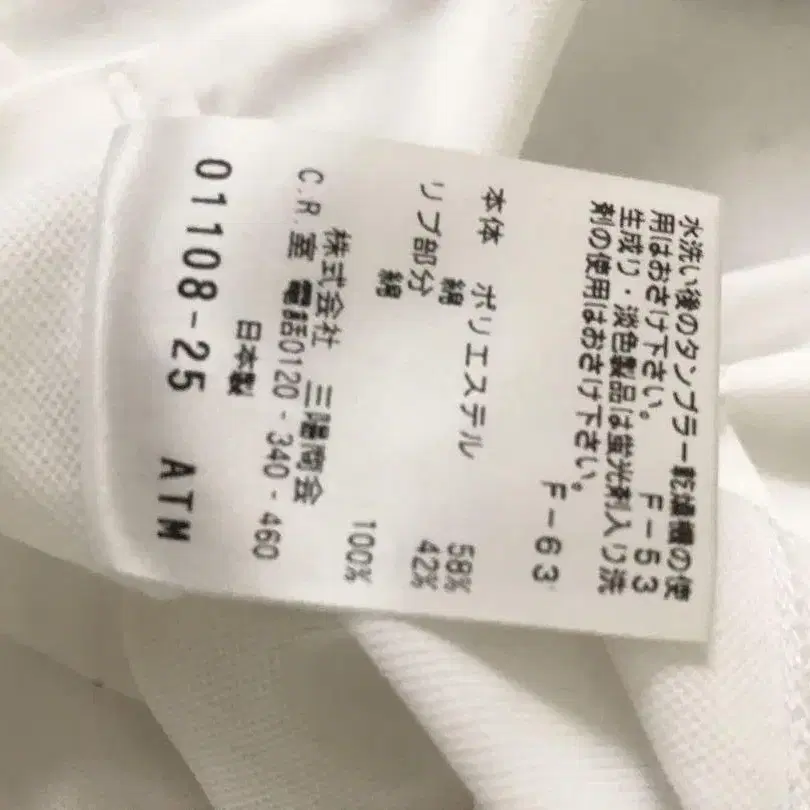 水洗い後のタンブラー乾燥機の使
用はおさけ下さい。 F-53
生成り・淡色製品は蛍光剤入り洗
剤の使用はおさけ下さい。
F-63
本体 ポリエステル 58%
綿 42%
リブ部分
綿 100%
株式会社 三陽商会
C.R.室 電話0120-340-460
日本製
01108-25 ATM